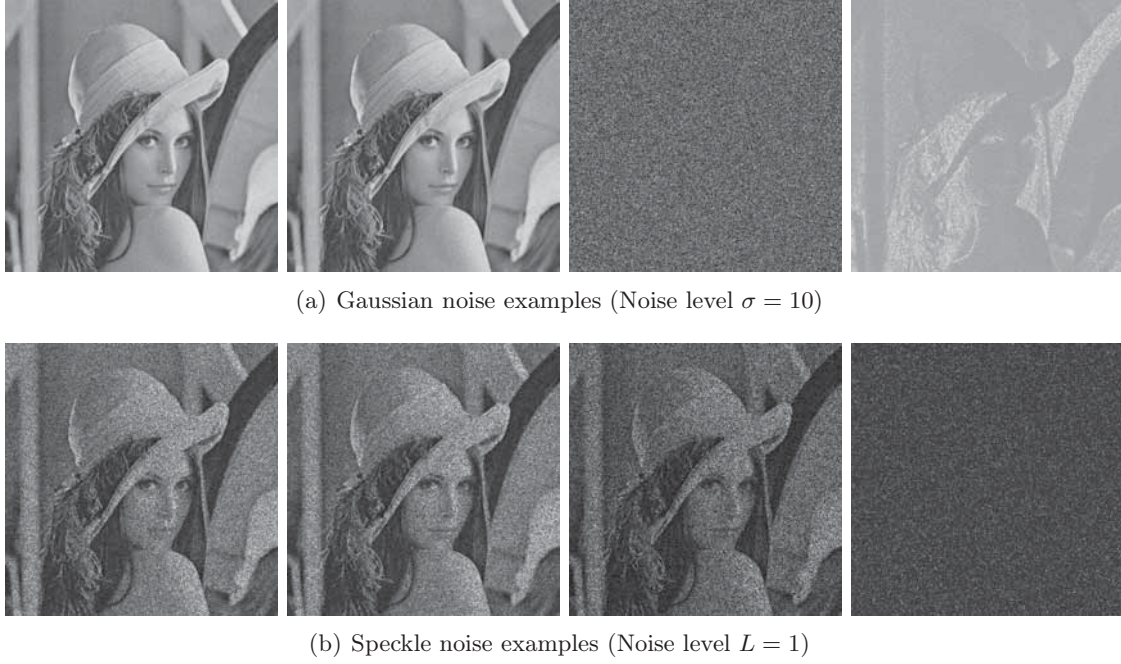 (a) Gaussian noise examples (Noise level σ = 10)
(b) Speckle noise examples (Noise level L = 1)